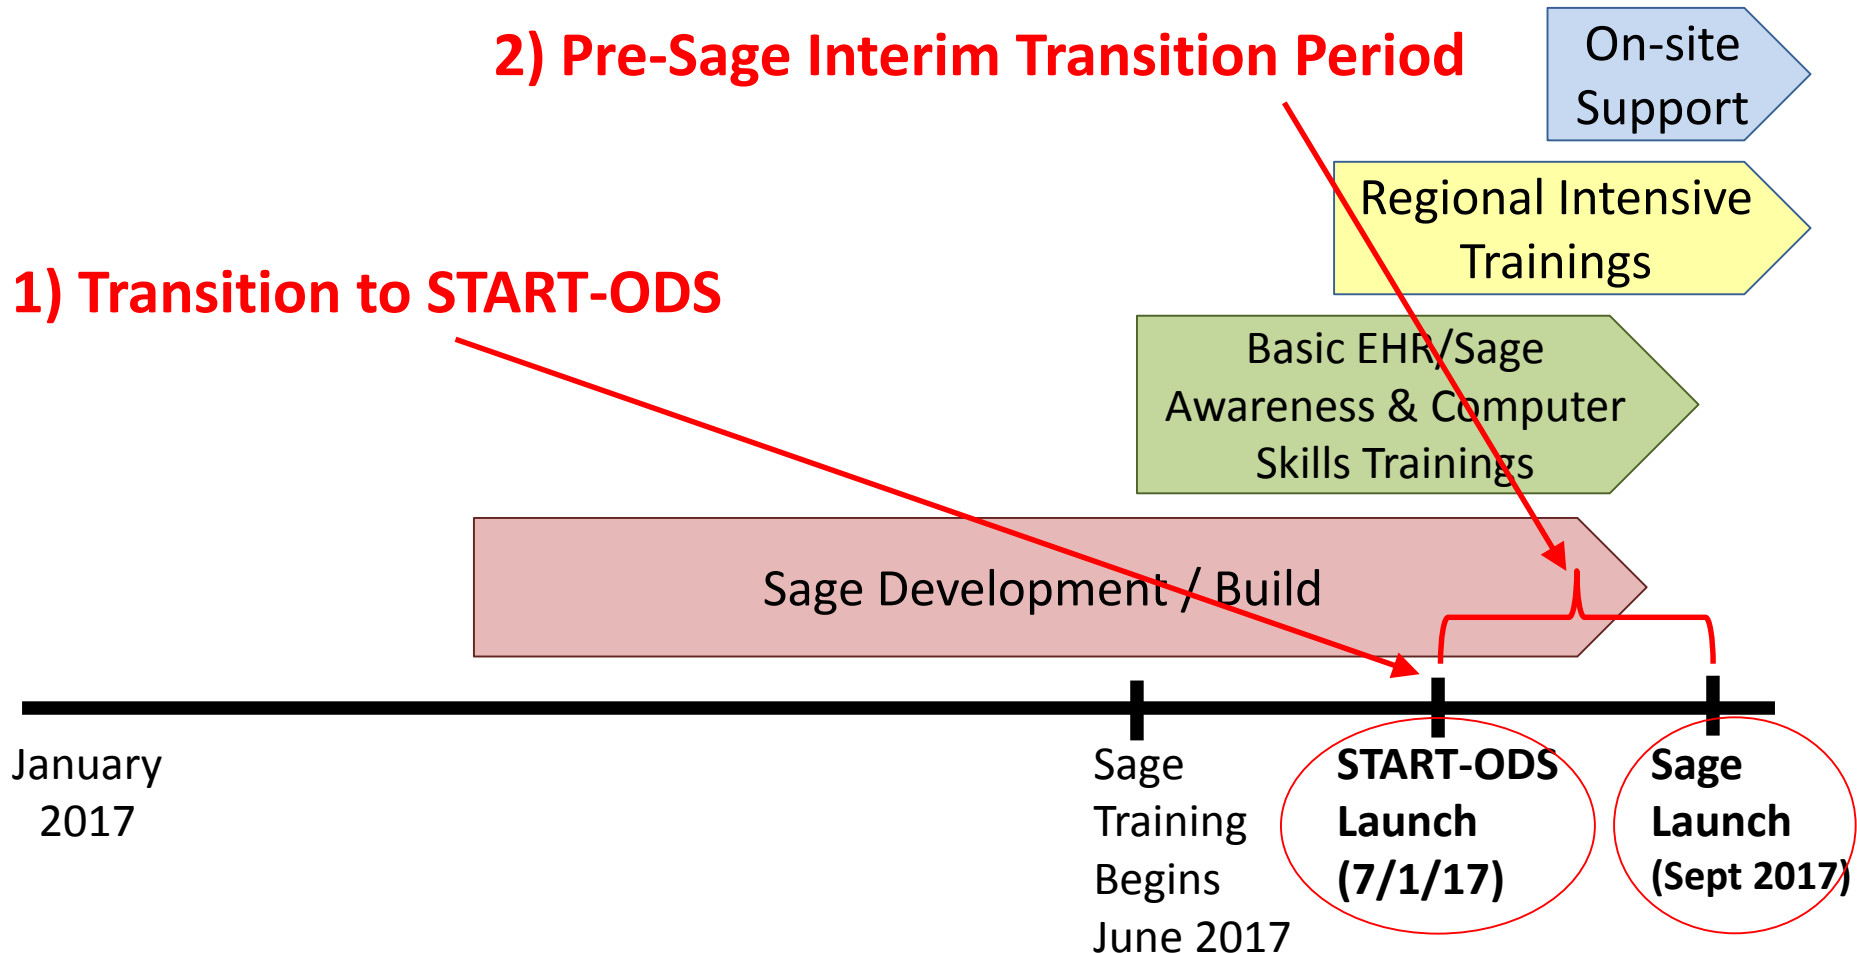 2) Pre-Sage Interim Transition Period
On-site
Support
Regional Intensive
Trainings
1) Transition to START-ODS
Basic EHR/Sage
Awareness & Computer
Skills Trainings
Sage Development / Build
January
2017
Sage
Training
Begins
June 2017
START-ODS
Launch
(7/1/17)
Sage
Launch
(Sept 2017)